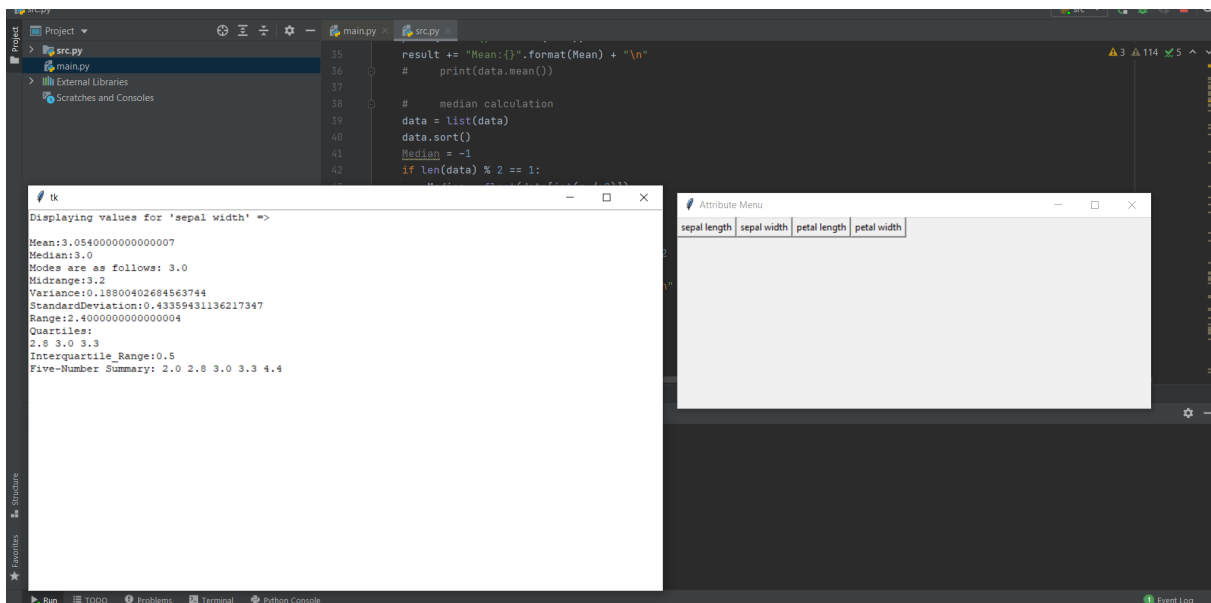 src.py
Project
main.py
src.py
Project
src.py
main.py
External Libraries
Scratches and Consoles
35 result += "Mean:{}".format(Mean) + "\n"
36 # print(data.mean())
37
38 # median calculation
39 data = list(data)
40 data.sort()
41 Median = -1
42 if len(data) % 2 == 1:
3 114 5
tk
Displaying values for 'sepal width' =>
Mean:3.0540000000000007
Median:3.0
Modes are as follows: 3.0
Midrange:3.2
Variance:0.18800402684563744
StandardDeviation:0.43359431136217347
Range:2.4000000000000004
Quartiles:
2.8 3.0 3.3
Interquartile_Range:0.5
Five-Number Summary: 2.0 2.8 3.0 3.3 4.4
Attribute Menu
sepal length sepal width petal length petal width
Structure
Favorites
Run TODO Problems Terminal Python Console
1 Event Log